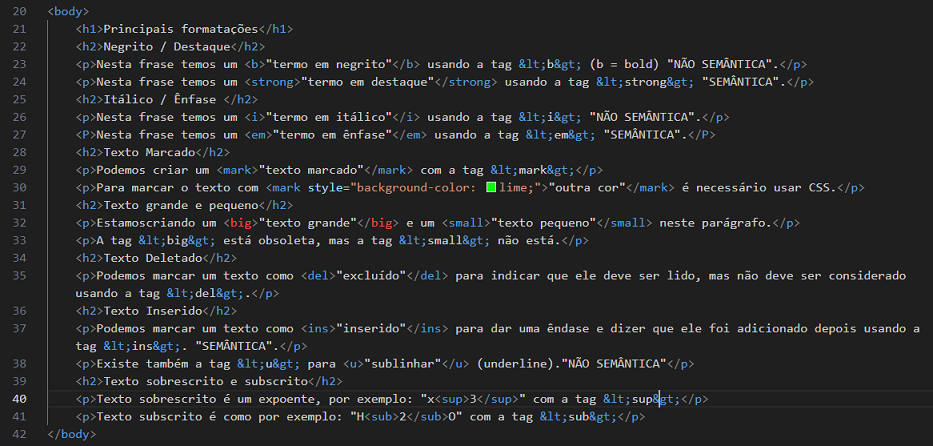 20 <body>
21 <h1>Principais formatações</h1>
22 <h2>Negrito / Destaque</h2>
23 <p>Nesta frase temos um <b>"termo em negrito"</b> usando a tag &lt;b&gt; (b = bold) "NÃO SEMÂNTICA".</p>
24 <p>Nesta frase temos um <strong>"termo em destaque"</strong> usando a tag &lt;strong&gt; "SEMÂNTICA".</p>
25 <h2>Itálico / Ênfase </h2>
26 <p>Nesta frase temos um <i>"termo em itálico"</i> usando a tag &lt;i&gt; "NÃO SEMÂNTICA".</p>
27 <P>Nesta frase temos um <em>"termo em ênfase"</em> usando a tag &lt;em&gt; "SEMÂNTICA".</P>
28 <h2>Texto Marcado</h2>
29 <p>Podemos criar um <mark>"texto marcado"</mark> com a tag &lt;mark&gt;</p>
30 <p>Para marcar o texto com <mark style="background-color: lime;">"outra cor"</mark> é necessário usar CSS.</p>
31 <h2>Texto grande e pequeno</h2>
32 <p>Estamoscriando um <big>"texto grande"</big> e um <small>"texto pequeno"</small> neste parágrafo.</p>
33 <p>A tag &lt;big&gt; está obsoleta, mas a tag &lt;small&gt; não está.</p>
34 <h2>Texto Deletado</h2>
35 <p>Podemos marcar um texto como <del>"excluído"</del> para indicar que ele deve ser lido, mas não deve ser considerado
usando a tag &lt;del&gt;.</p>
36 <h2>Texto Inserido</h2>
37 <p>Podemos marcar um texto como <ins>"inserido"</ins> para dar uma êndase e dizer que ele foi adicionado depois usando a
tag &lt;ins&gt;. "SEMÂNTICA".</p>
38 <p>Existe também a tag &lt;u&gt; para <u>"sublinhar"</u> (underline)."NÃO SEMÂNTICA"</p>
39 <h2>Texto sobrescrito e subscrito</h2>
40 <p>Texto sobrescrito é um expoente, por exemplo: "x<sup>3</sup>" com a tag &lt;sup&gt;</p>
41 <p>Texto subscrito é como por exemplo: "H<sub>2</sub>O" com a tag &lt;sub&gt;</p>
42 </body>